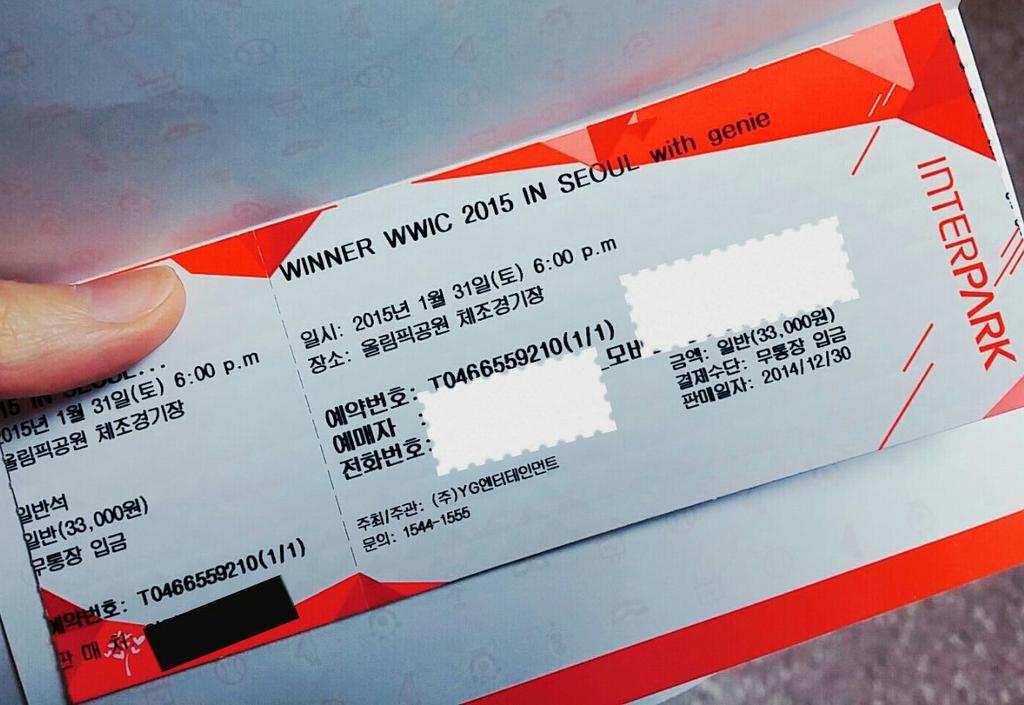 WINNER WWIC 2015 IN SEOUL with genie
일시: 2015년 1월 31일(토) 6:00 p.m
장소: 올림픽공원 체조경기장
예약번호: T0466559210(1/1)
예매자 :
전화번호:
금액: 일반(33,000원)
결제수단: 무통장 입금
판매일자: 2014/12/30
주최/주관: (주)YG엔터테인먼트
문의: 1544-1555
INTERPARK
15 IN SEOUL...
2015년 1월 31일(토) 6:00 p.m
올림픽공원 체조경기장
일반석
일반(33,000원)
무통장 입금
예약번호: T0466559210(1/1)
판 매